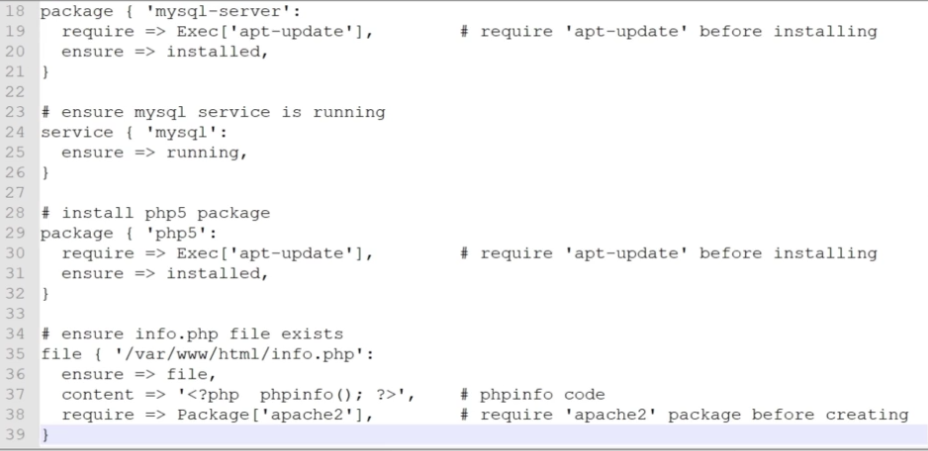 18 package { 'mysql-server':
19   require => Exec['apt-update'],        # require 'apt-update' before installing
20   ensure => installed,
21 }
22
23 # ensure mysql service is running
24 service { 'mysql':
25   ensure => running,
26 }
27
28 # install php5 package
29 package { 'php5':
30   require => Exec['apt-update'],        # require 'apt-update' before installing
31   ensure => installed,
32 }
33
34 # ensure info.php file exists
35 file { '/var/www/html/info.php':
36   ensure => file,
37   content => '<?php  phpinfo(); ?>',    # phpinfo code
38   require => Package['apache2'],        # require 'apache2' package before creating
39 }